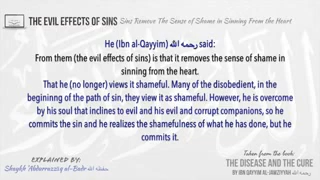 THE EVIL EFFECTS OF SINS Sins Remove The Sense of Shame in Sinning From the Heart
He (Ibn al-Qayyim) رحمه الله said:
From them (the evil effects of sins) is that it removes the sense of shame in
sinning from the heart.
That he (no longer) views it shameful. Many of the disobedient, in the
beginining of the path of sin, they view it as shameful. However, he is overcome
by his soul that inclines to evil and his evil and corrupt companions, so he
commits the sin and he realizes the shamefulness of what he has done, but he
commits it.
Taken from the book:
EXPLAINED BY: THE DISEASE AND THE CURE
Shaykh 'Abdurrazzāq al-Badr حفظه الله BY IBN QAYYIM AL-JAWZIYYAH رحمه الله